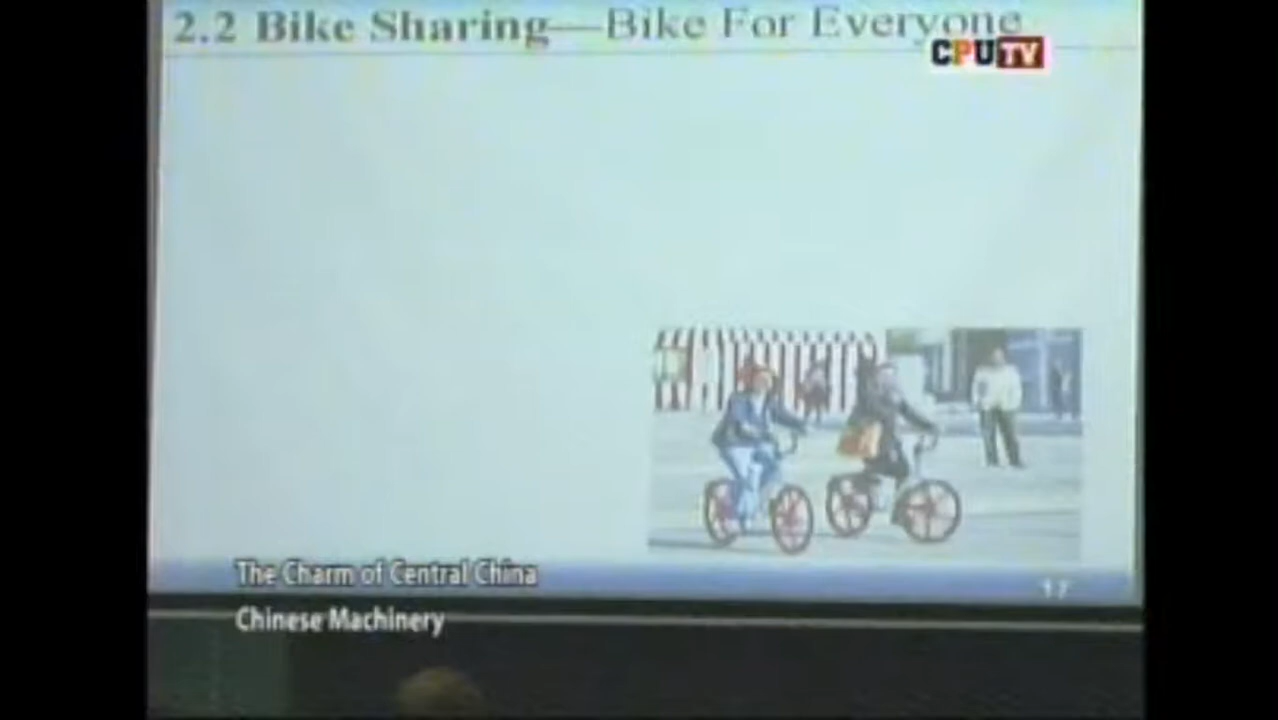 2.2 Bike Sharing—Bike For Everyone
CPUTV
The Charm of Central China
17
Chinese Machinery